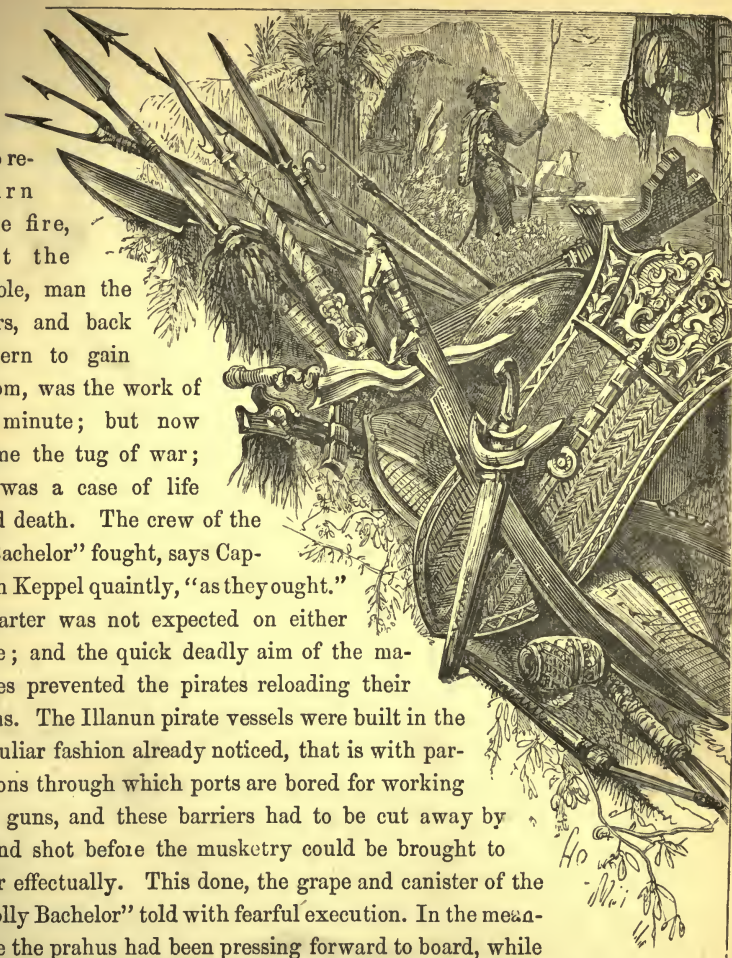 re-
rn
e fire,
t the
ole, man the
rs, and back
ern to gain
om, was the work of
minute; but now
me the tug of war;
was a case of life
d death. The crew of the
achelor” fought, says Cap-
n Keppel quaintly, “as they ought.”
arter was not expected on either
e; and the quick deadly aim of the ma-
es prevented the pirates reloading their
ns. The Illanun pirate vessels were built in the
uliar fashion already noticed, that is with par-
ons through which ports are bored for working
guns, and these barriers had to be cut away by
nd shot before the musketry could be brought to
r effectually. This done, the grape and canister of the
lly Bachelor” told with fearful execution. In the mean-
e the prahus had been pressing forward to board, while